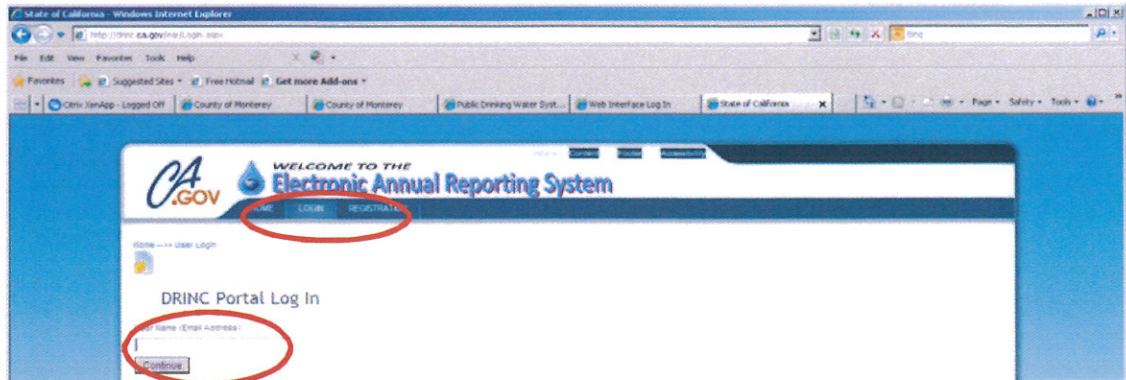 State of California - Windows Internet Explorer
File Edit View Favorites Tools Help
Favorites Suggested Sites Free Hotmail Get more Add-ons
Citrix XenApp - Logged Off County of Monterey County of Monterey Public Drinking Water Syst... Web Interface Log In State of California Page Safety Tools
Content Footer Accessibility
CA.GOV
WELCOME TO THE
Electronic Annual Reporting System
HOME LOGIN REGISTRATION
Home -->> User Login
DRINC Portal Log In
User Name (Email Address)
Continue